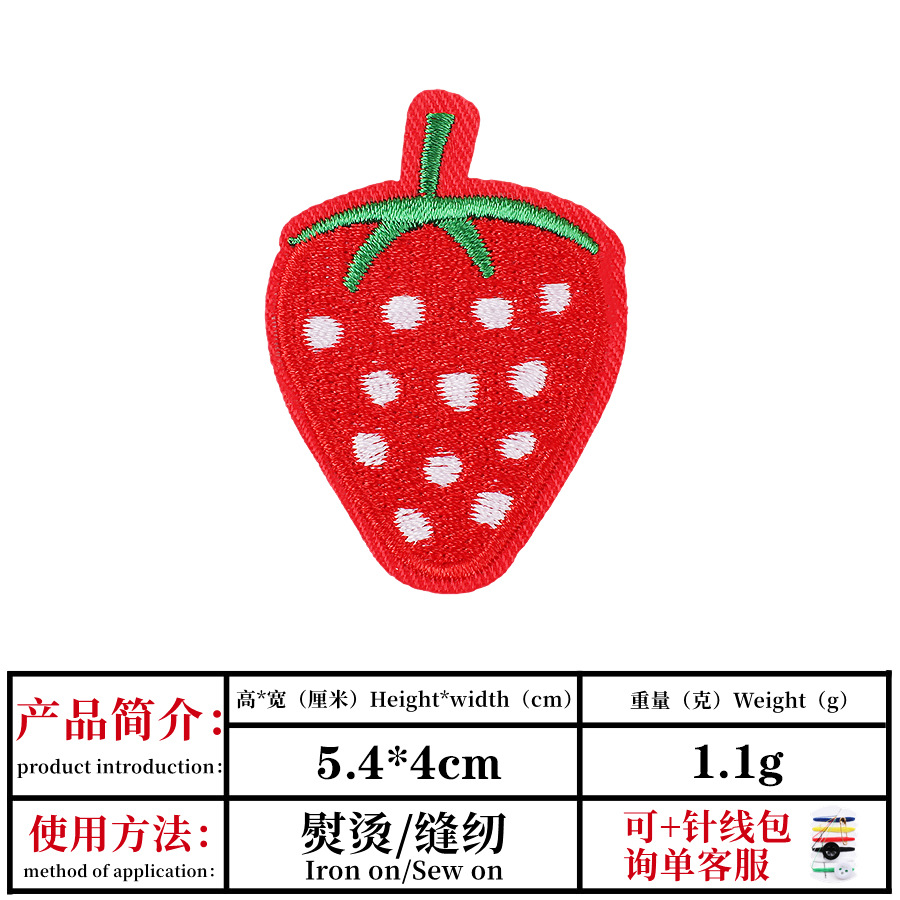 产品简介：
product introduction：
高*宽（厘米）Height*width（cm）
重量（克）Weight（g）
5.4*4cm
1.1g
使用方法：
method of application：
熨烫/缝纫
Iron on/Sew on
可+针线包
询单客服